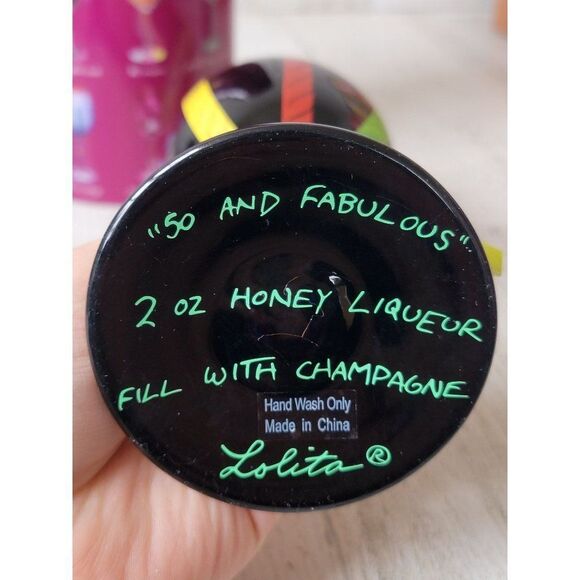 "50 AND FABULOUS"
2 OZ HONEY LIQUEUR
FILL WITH CHAMPAGNE
Hand Wash Only
Made in China
Lolita®